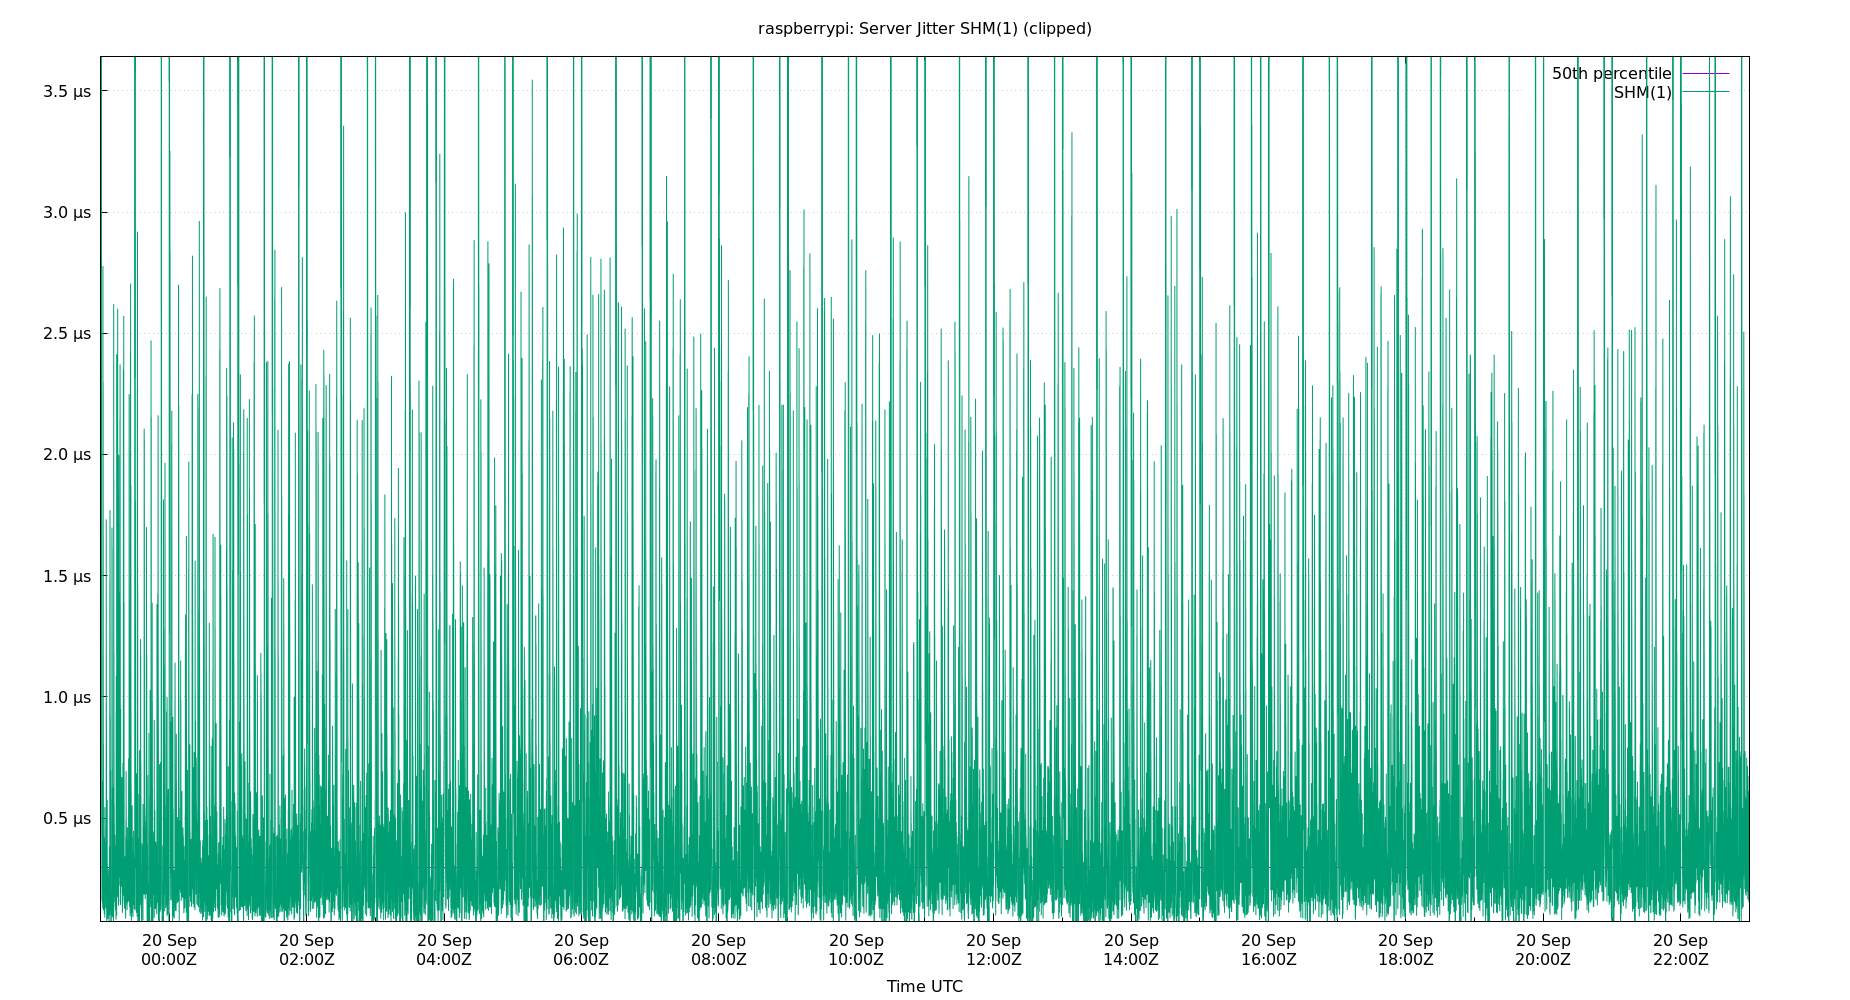 raspberrypi: Server Jitter SHM(1) (clipped)
50th percentile
SHM(1)
3.5 µs
3.0 µs
2.5 µs
2.0 µs
1.5 µs
1.0 µs
0.5 µs
20 Sep 20 Sep 20 Sep 20 Sep 20 Sep 20 Sep 20 Sep 20 Sep 20 Sep 20 Sep 20 Sep 20 Sep
00:00Z 02:00Z 04:00Z 06:00Z 08:00Z 10:00Z 12:00Z 14:00Z 16:00Z 18:00Z 20:00Z 22:00Z
Time UTC